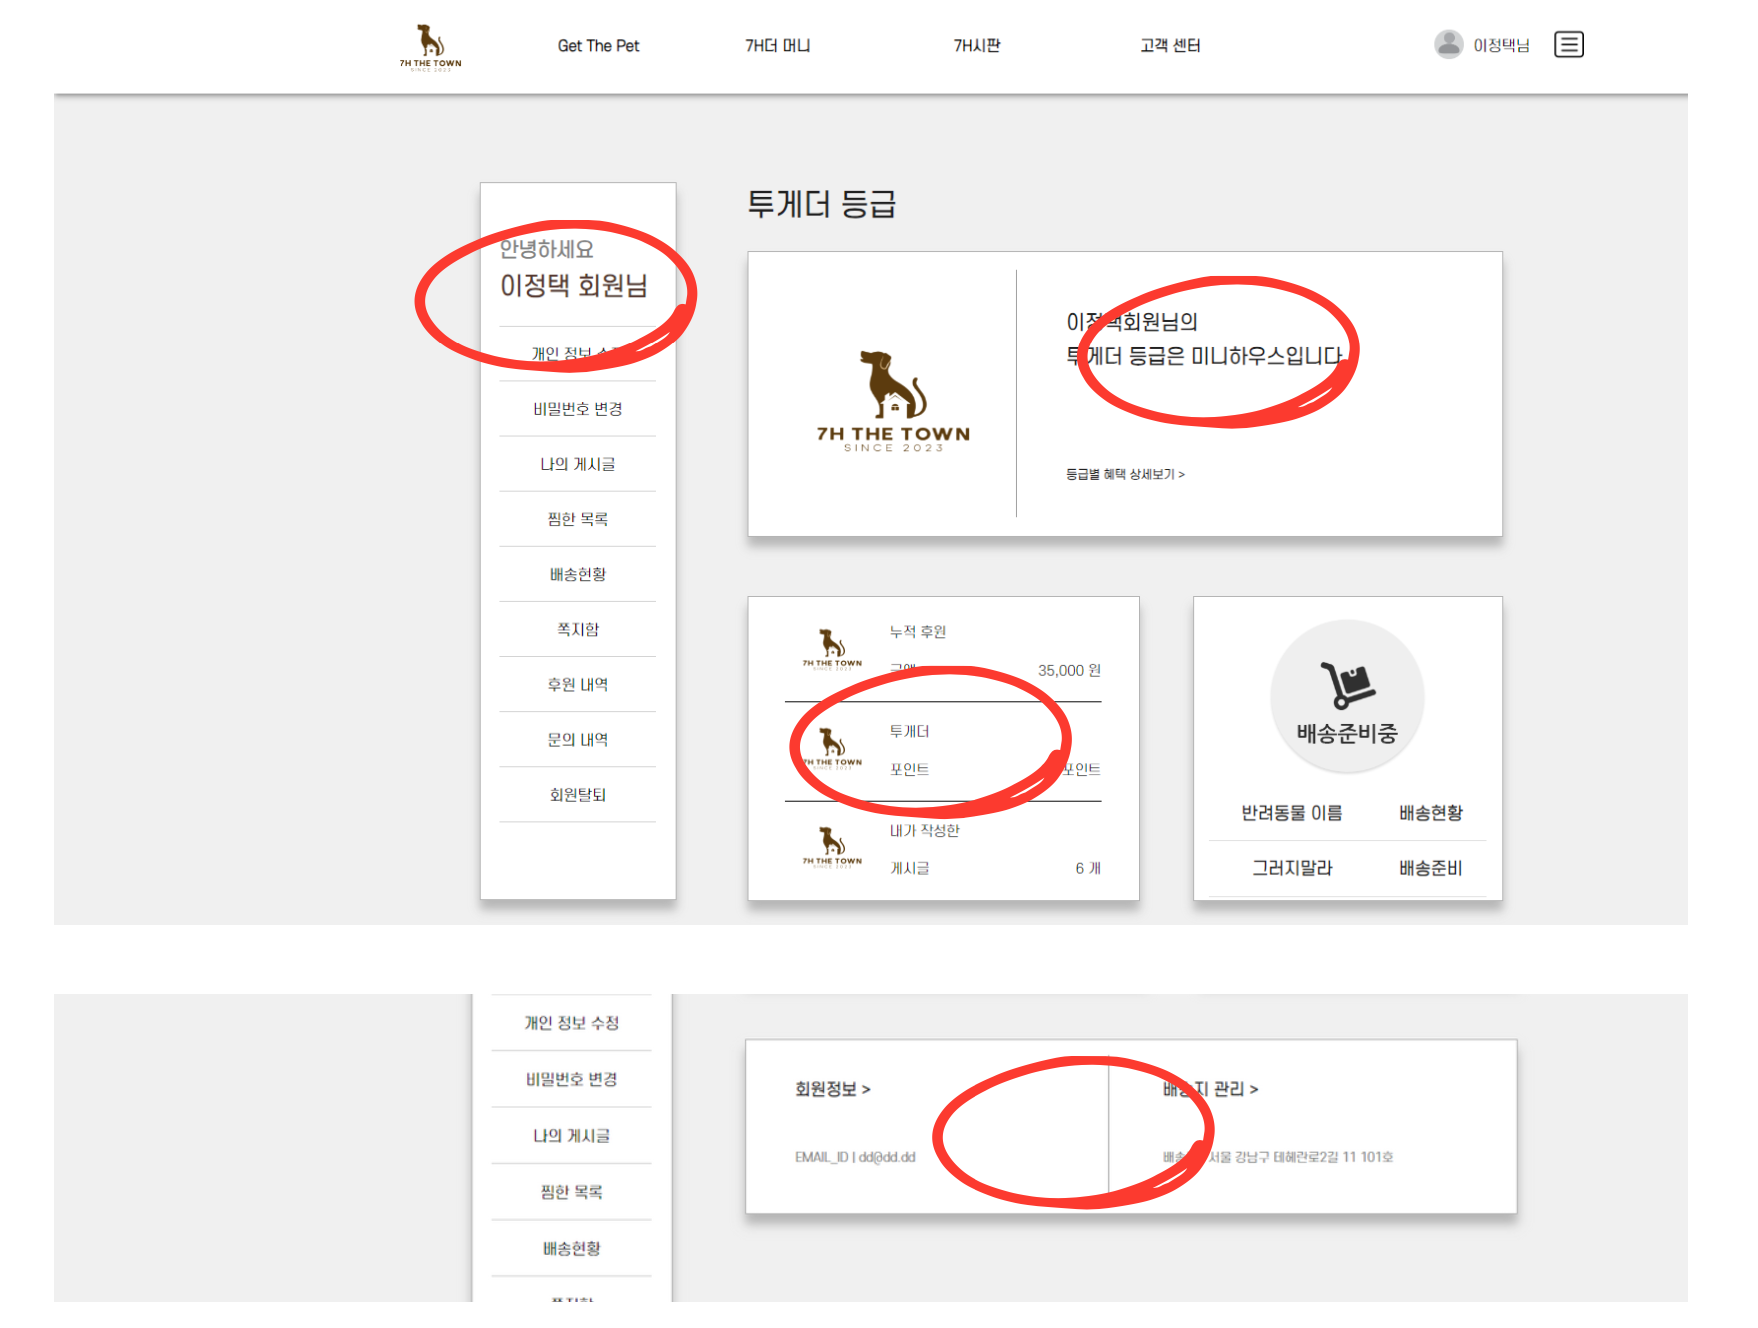 7H THE TOWN
SINCE 2023
Get The Pet
7H더 머니
7H시판
고객 센터
이정택님
안녕하세요
이정택 회원님
개인 정보
비밀번호 변경
나의 게시글
찜한 목록
배송현황
쪽지함
후원 내역
문의 내역
회원탈퇴
투게더 등급
7H THE TOWN
SINCE 2023
이정택회원님의
투게더 등급은 미니하우스입니다
등급별 혜택 상세보기 >
7H THE TOWN
SINCE 2023
누적 후원
금액
35,000 원
7H THE TOWN
SINCE 2023
투개더
포인트
포인트
7H THE TOWN
SINCE 2023
내가 작성한
게시글
6 개
배송준비중
반려동물 이름
배송현황
그러지말라
배송준비
개인 정보 수정
비밀번호 변경
나의 게시글
찜한 목록
배송현황
회원정보 >
EMAIL_ID | dd@dd.dd
배송지 관리 >
서울 강남구 테헤란로2길 11 101호